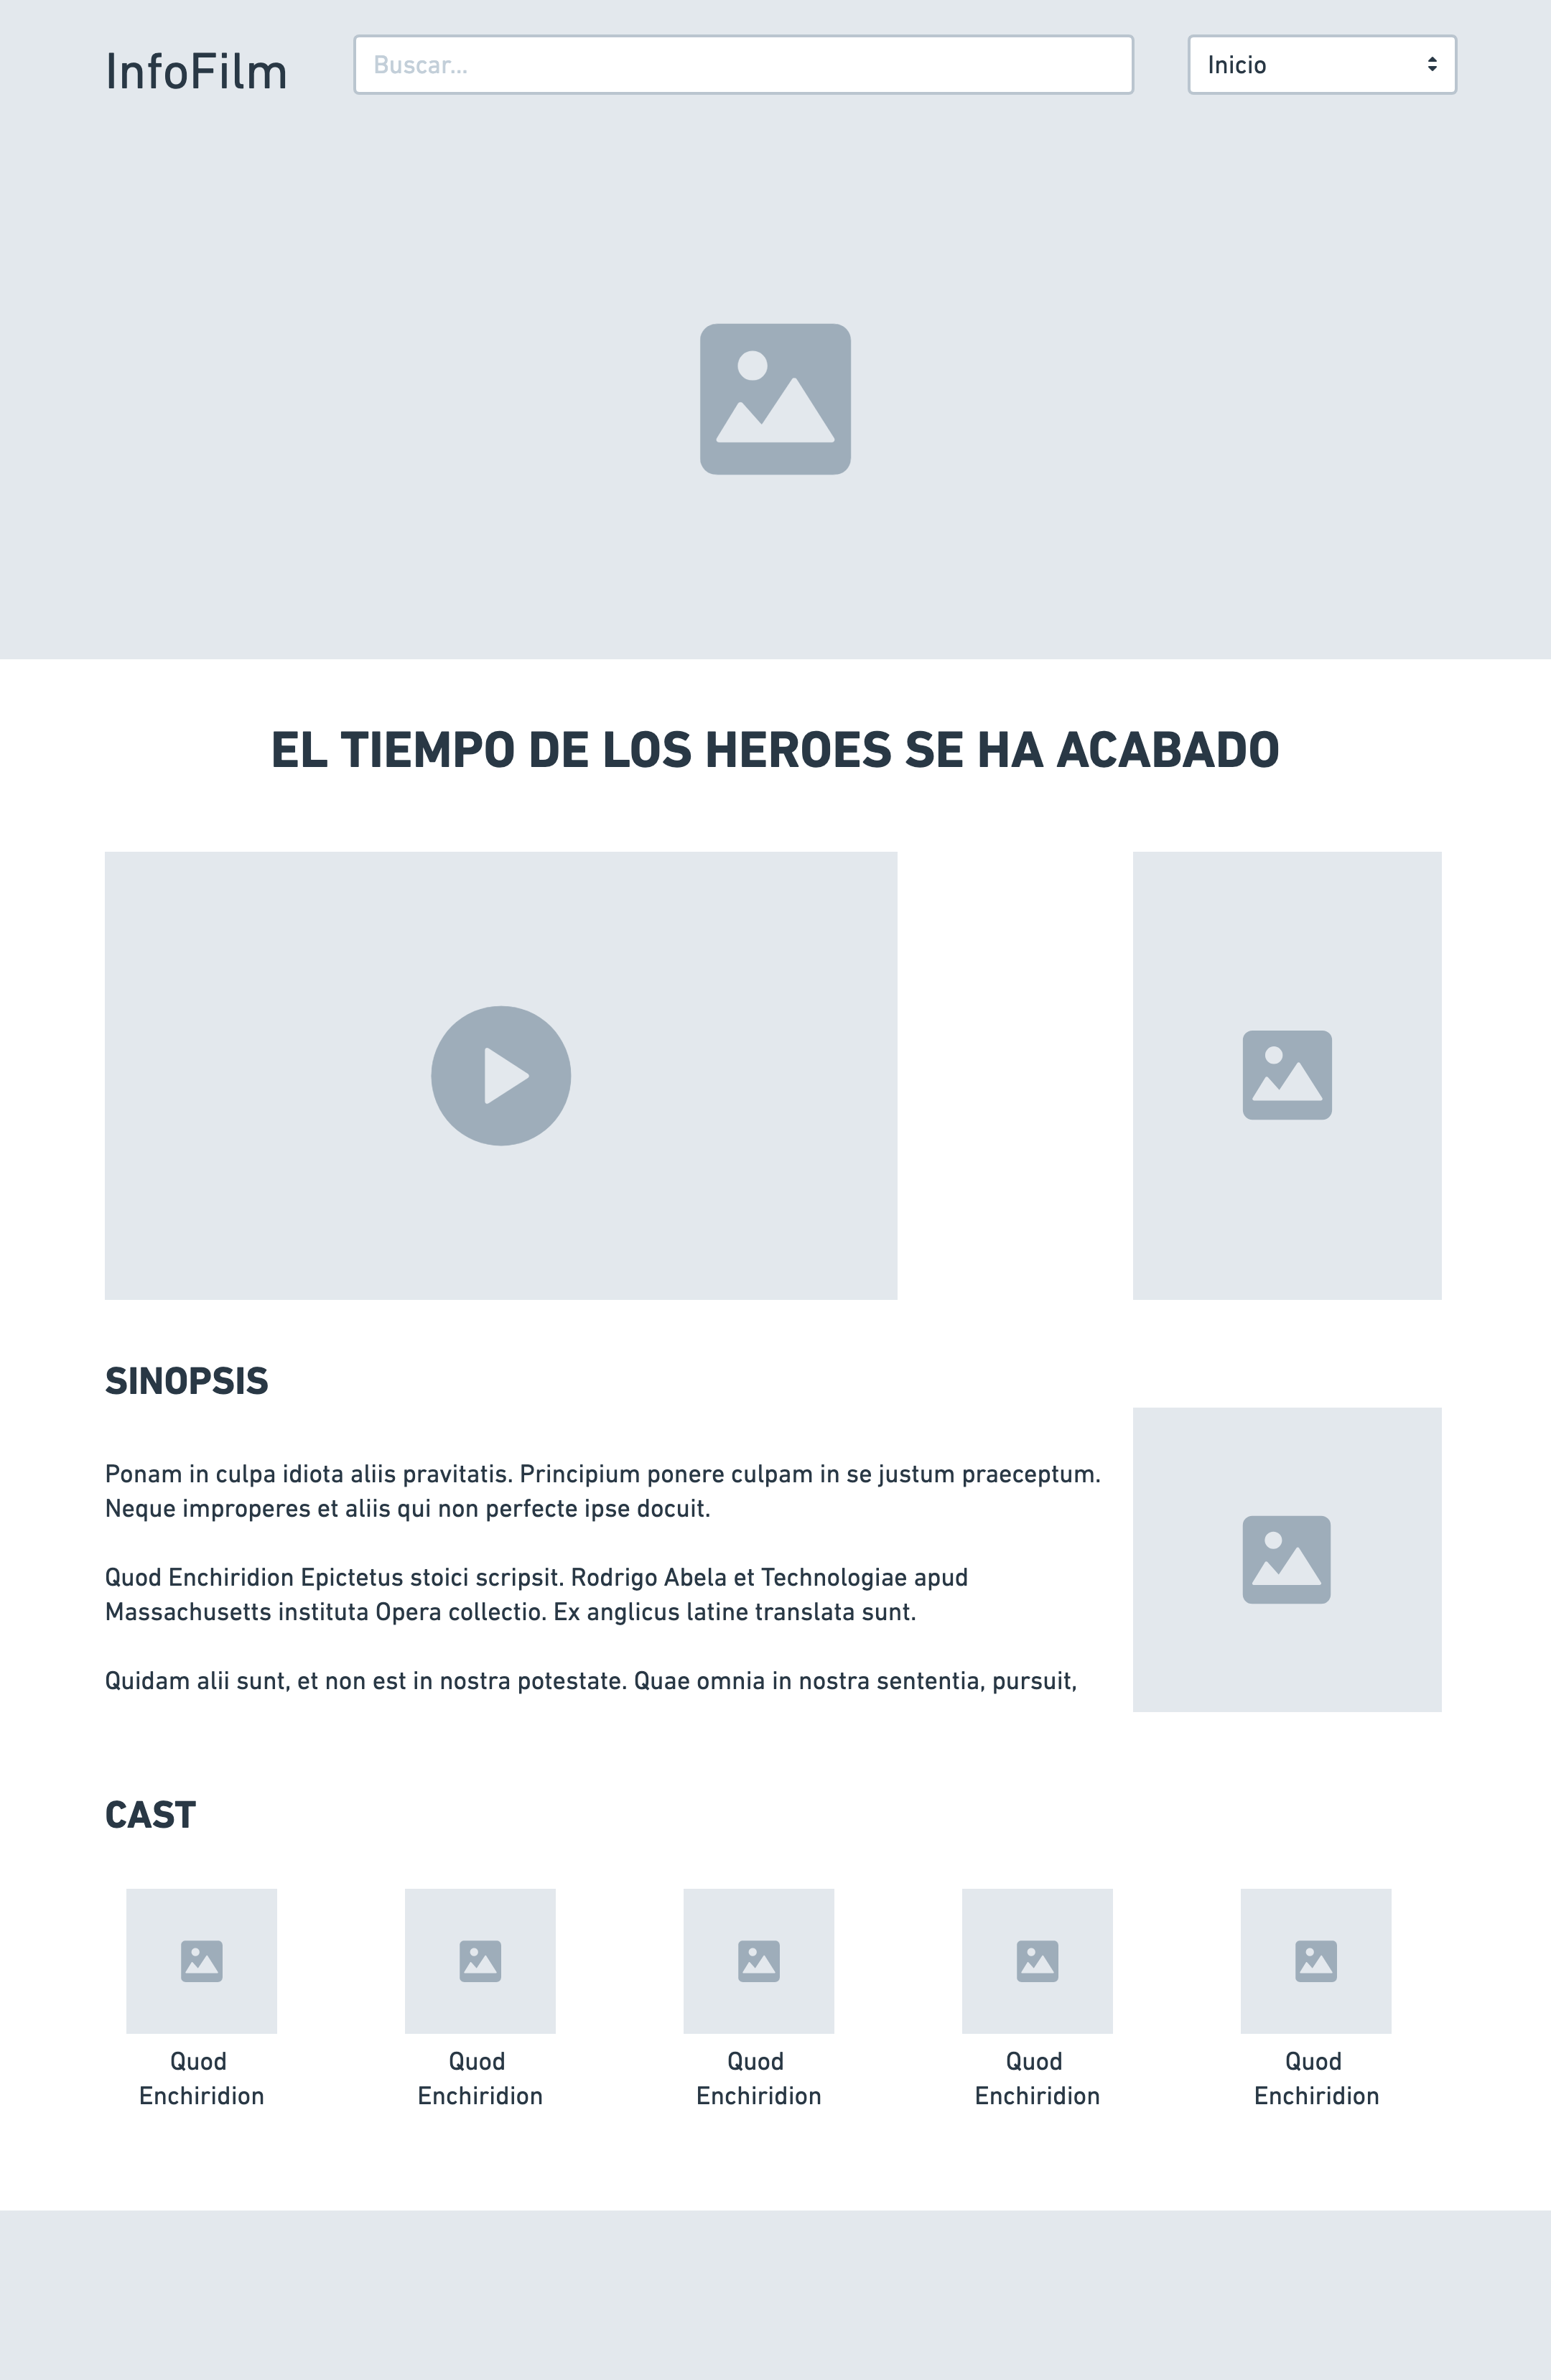 InfoFilm
Buscar...
Inicio
EL TIEMPO DE LOS HEROES SE HA ACABADO
SINOPSIS
Ponam in culpa idiota aliis pravitatis. Principium ponere culpam in se justum praeceptum.
Neque improperes et aliis qui non perfecte ipse docuit.
Quod Enchiridion Epictetus stoici scripsit. Rodrigo Abela et Technologiae apud
Massachusetts instituta Opera collectio. Ex anglicus latine translata sunt.
Quidam alii sunt, et non est in nostra potestate. Quae omnia in nostra sententia, pursuit,
CAST
Quod
Enchiridion
Quod
Enchiridion
Quod
Enchiridion
Quod
Enchiridion
Quod
Enchiridion